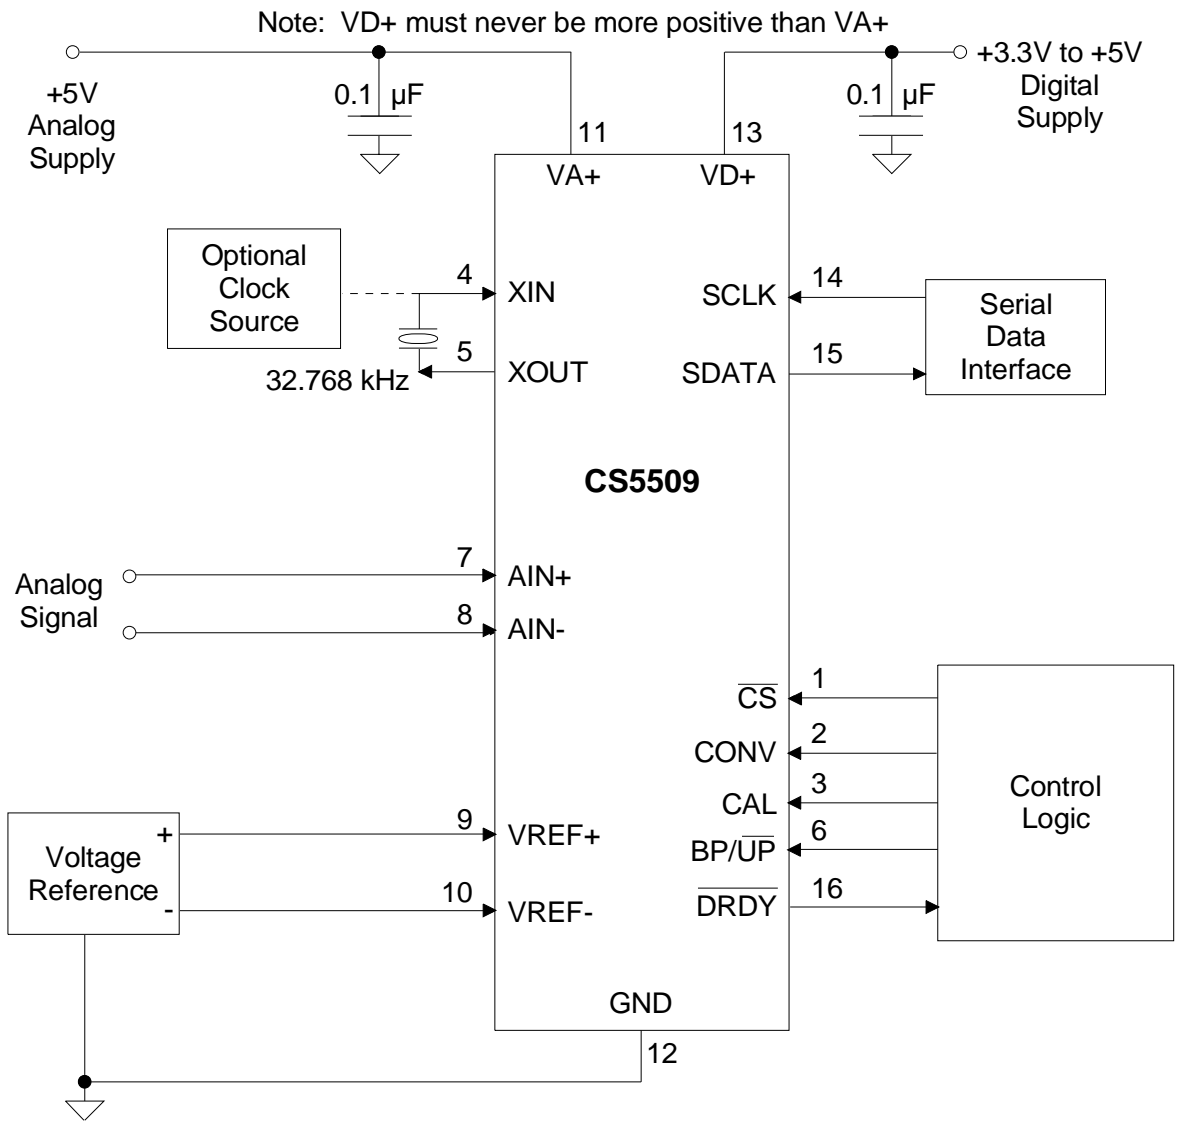 Note: VD+ must never be more positive than VA+
+5V
Analog
Supply
0.1 µF
0.1 µF
+3.3V to +5V
Digital
Supply
11
13
VA+
VD+
Optional
Clock
Source
4
XIN
5
XOUT
32.768 kHz
SCLK
14
SDATA
15
Serial
Data
Interface
CS5509
Analog
Signal
7
AIN+
8
AIN-
C̅S̅
1
CONV
2
CAL
3
BP/U̅P̅
6
D̅R̅D̅Y̅
16
Control
Logic
Voltage
Reference
+
-
9
VREF+
10
VREF-
GND
12